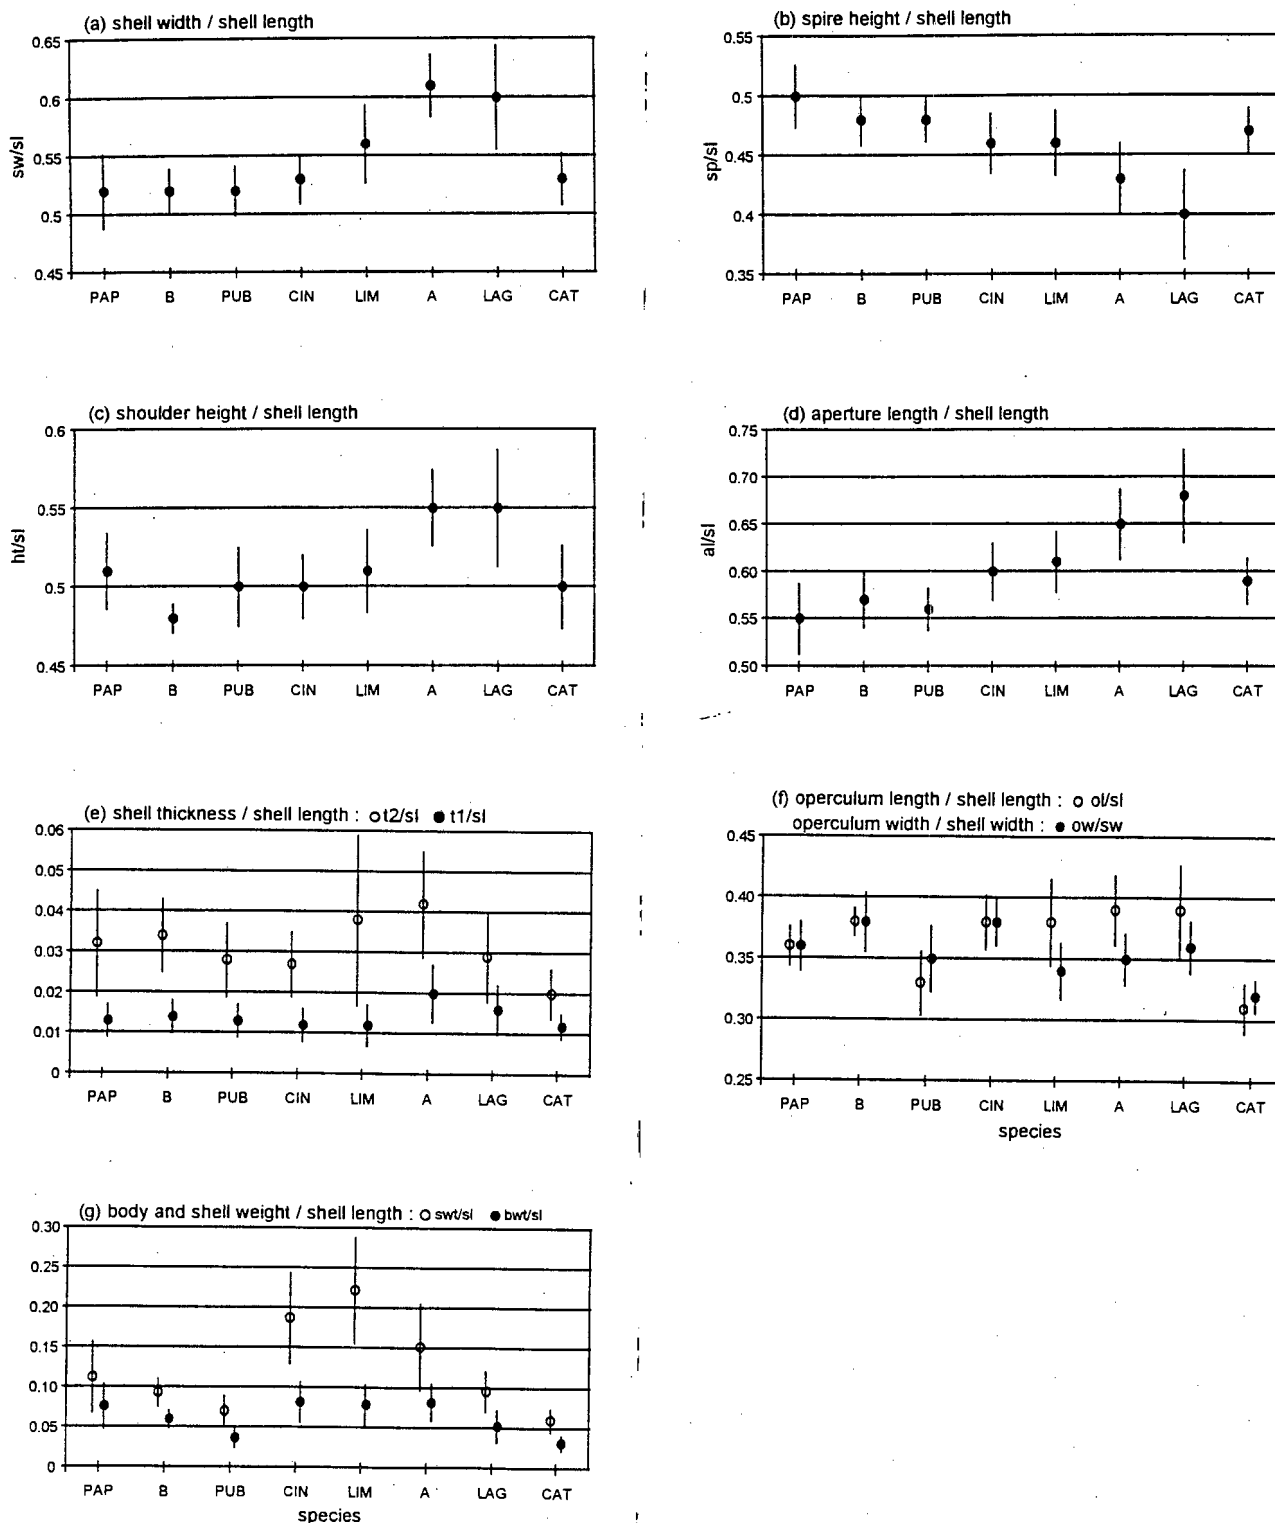 (a) shell width / shell length
0.65
0.6
0.55
0.5
0.45
sw/sl
PAP B PUB CIN LIM A LAG CAT
(b) spire height / shell length
0.55
0.5
0.45
0.4
0.35
sp/sl
PAP B PUB CIN LIM A LAG CAT
(c) shoulder height / shell length
0.6
0.55
0.5
0.45
ht/sl
PAP B PUB CIN LIM A LAG CAT
(d) aperture length / shell length
0.75
0.70
0.65
0.60
0.55
0.50
al/sl
PAP B PUB CIN LIM A LAG CAT
(e) shell thickness / shell length : o t2/sl ● t1/sl
0.06
0.05
0.04
0.03
0.02
0.01
0
PAP B PUB CIN LIM A LAG CAT
(f) operculum length / shell length : o ol/sl
operculum width / shell width : ● ow/sw
0.45
0.40
0.35
0.30
0.25
PAP B PUB CIN LIM A LAG CAT
species
(g) body and shell weight / shell length : o swt/sl ● bwt/sl
0.30
0.25
0.20
0.15
0.10
0.05
0
PAP B PUB CIN LIM A LAG CAT
species